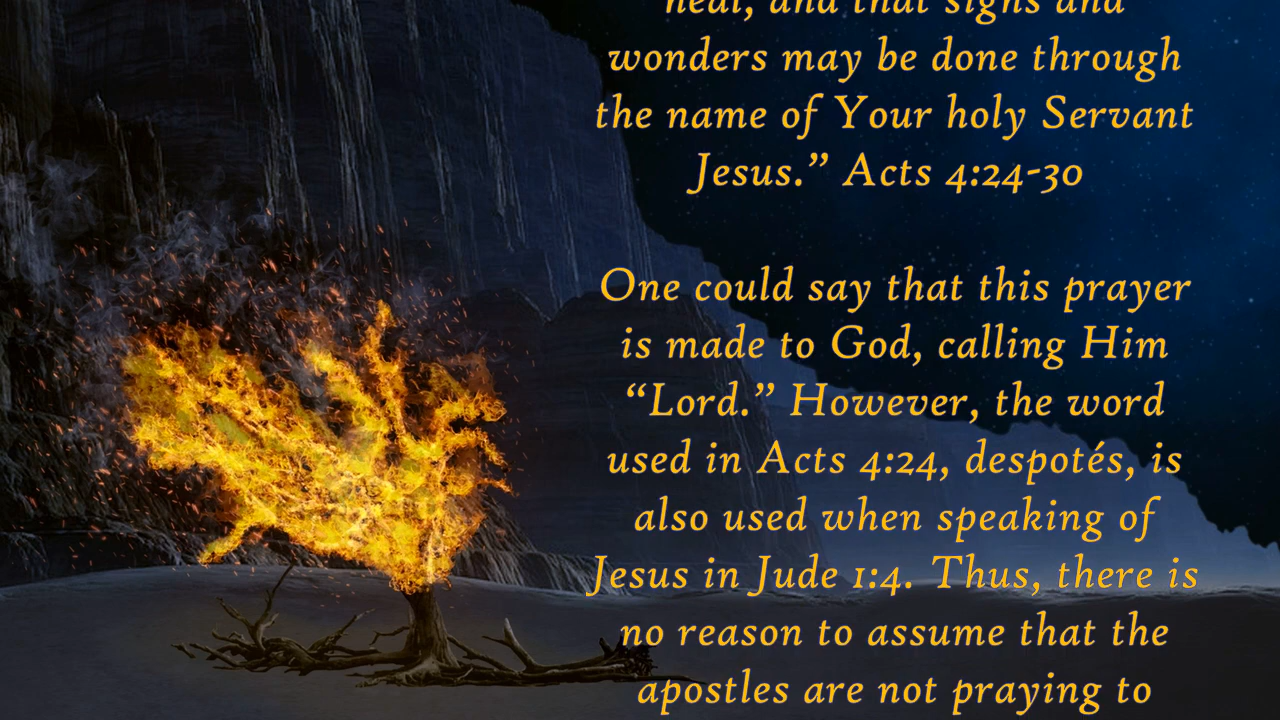 heal, and that signs and
wonders may be done through
the name of Your holy Servant
Jesus.” Acts 4:24-30
One could say that this prayer
is made to God, calling Him
“Lord.” However, the word
used in Acts 4:24, despotés, is
also used when speaking of
Jesus in Jude 1:4. Thus, there is
no reason to assume that the
apostles are not praying to